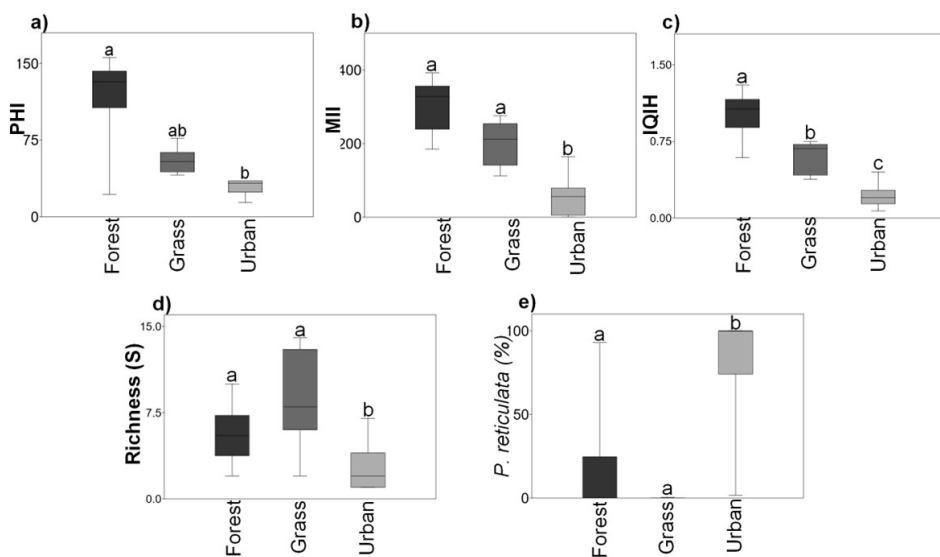 a)
PHI
150
75
0
a
ab
b
Forest
Grass
Urban
b)
MII
400
200
0
a
a
b
Forest
Grass
Urban
c)
IQIH
1.50
0.75
0.00
a
b
c
Forest
Grass
Urban
d)
Richness (S)
15.0
7.5
0.0
a
a
b
Forest
Grass
Urban
e)
P. reticulata (%)
100
50
0
a
a
b
Forest
Grass
Urban